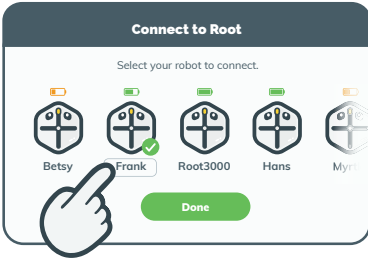 Connect to Root
Select your robot to connect.
Betsy Frank Root3000 Hans
Done